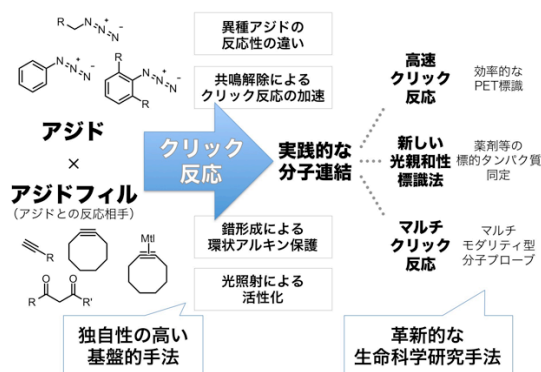 R
N
N
N
+
−
N
N
N
+
−
R
N
N
N
+
−
R
アジド
×
アジドフィル
（アジドとの反応相手）
R
Mtl
O
O
R
R'
異種アジドの
反応性の違い
共鳴解除による
クリック反応の加速
クリック
反応
実践的な
分子連結
錯形成による
環状アルキン保護
光照射による
活性化
高速
クリック
反応
効率的な
PET標識
新しい
光親和性
標識法
薬剤等の
標的タンパク質
同定
マルチ
クリック
反応
マルチ
モダリティ型
分子プローブ
独自性の高い
基盤的手法
革新的な
生命科学研究手法